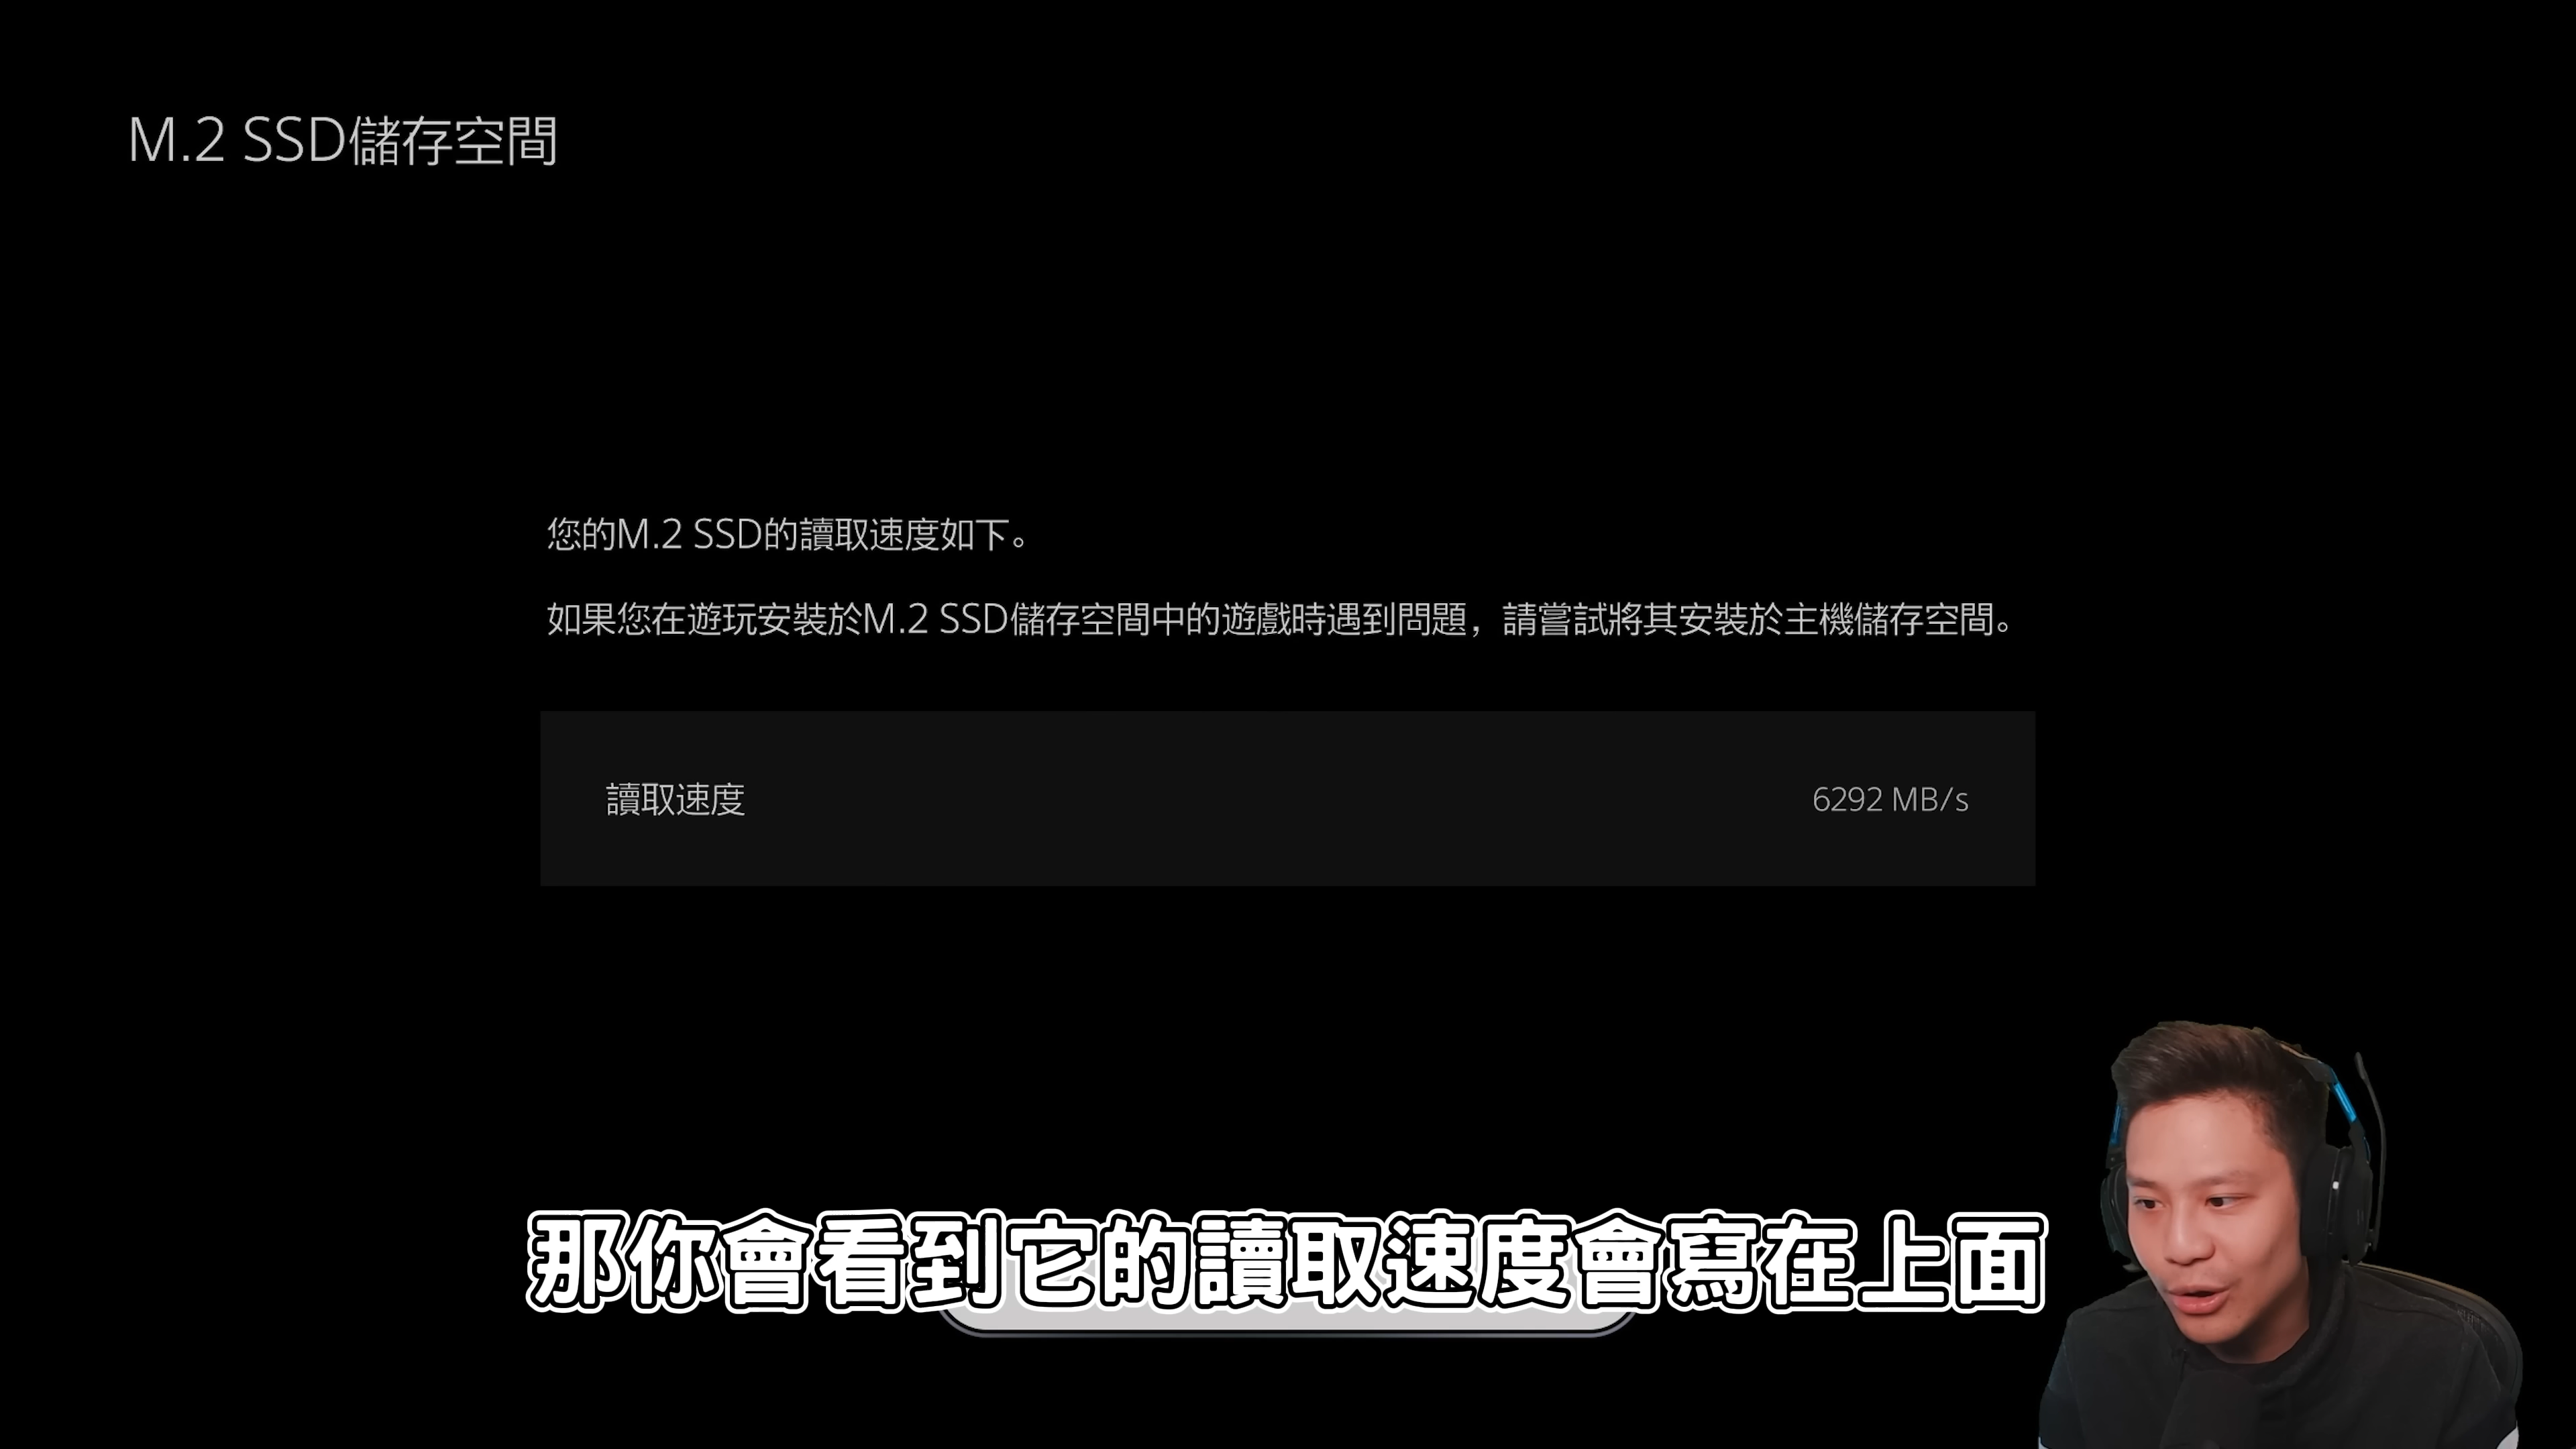 M.2 SSD儲存空間
您的M.2 SSD的讀取速度如下。
如果您在遊玩安裝於M.2 SSD儲存空間中的遊戲時遇到問題，請嘗試將其安裝於主機儲存空間。
讀取速度 6292 MB/s
那你會看到它的讀取速度會寫在上面